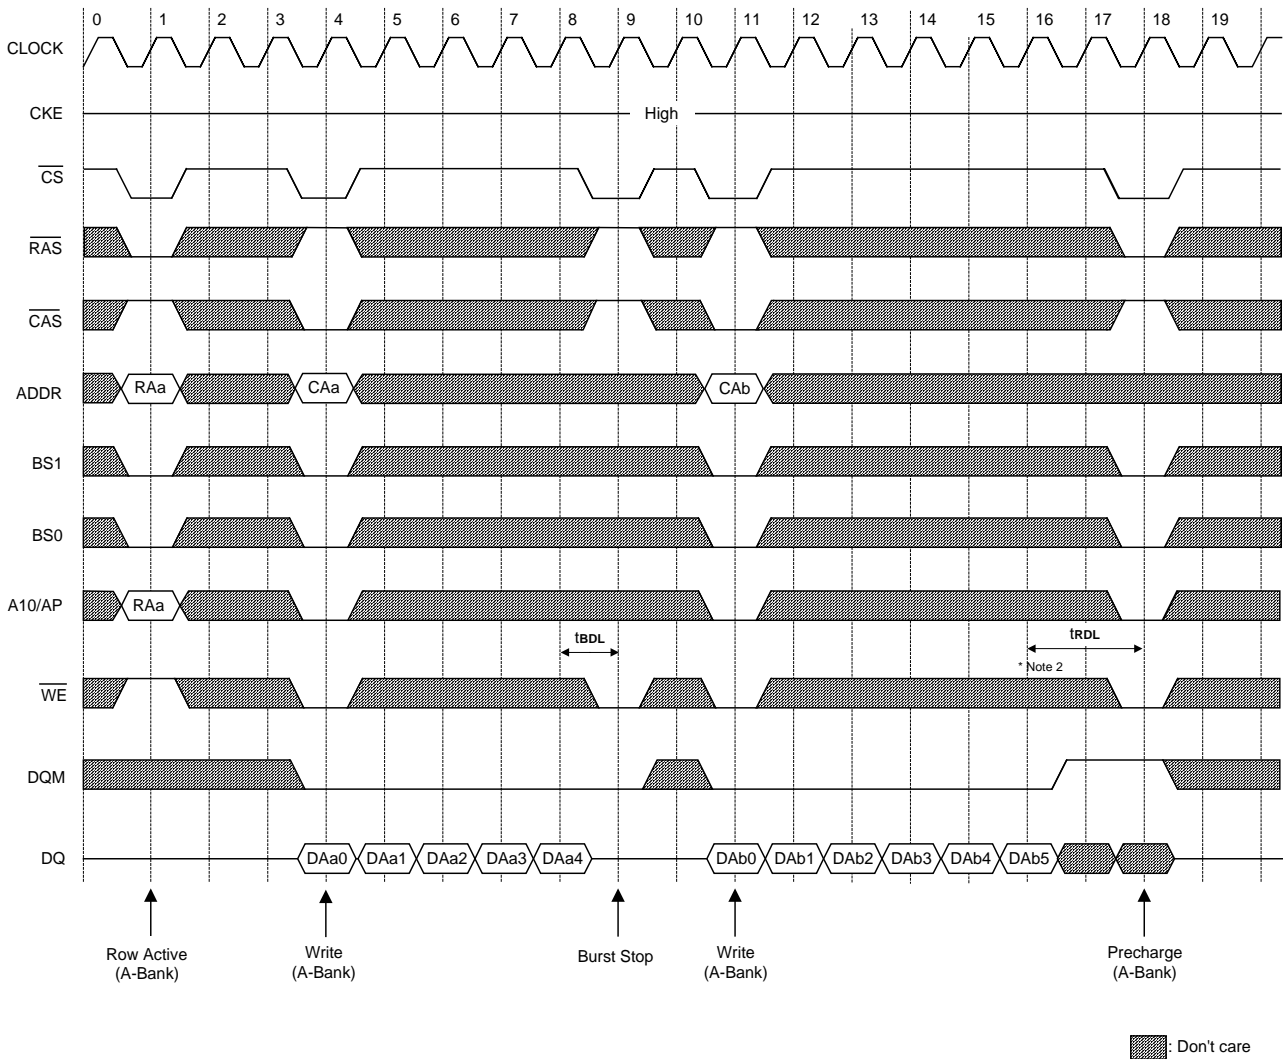 0 1 2 3 4 5 6 7 8 9 10 11 12 13 14 15 16 17 18 19
CLOCK
CKE High
CS
RAS
CAS
ADDR RAa CAa CAb
BS1
BS0
A10/AP RAa
tBDL tRDL
* Note 2
WE
DQM
DQ DAa0 DAa1 DAa2 DAa3 DAa4 DAb0 DAb1 DAb2 DAb3 DAb4 DAb5
Row Active Write Burst Stop Write Precharge
(A-Bank) (A-Bank) (A-Bank) (A-Bank)
: Don't care